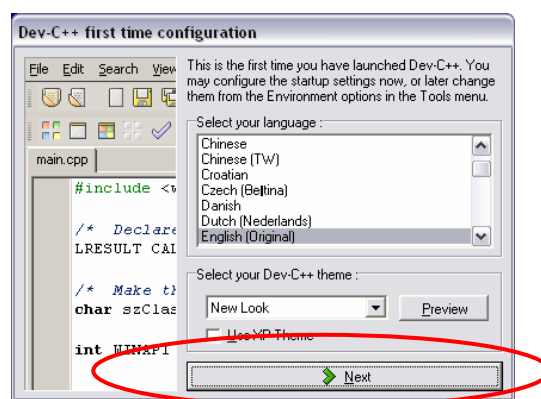 Dev-C++ first time configuration
File Edit Search View
main.cpp
#include <w
/* Declare
LRESULT CAL
/* Make th
char szClas
int WINAPI
This is the first time you have launched Dev-C++. You
may configure the startup settings now, or later change
them from the Environment options in the Tools menu.
Select your language :
Chinese
Chinese (TW)
Croatian
Czech (Beltina)
Danish
Dutch (Nederlands)
English (Original)
Select your Dev-C++ theme :
New Look
Preview
Use XP Theme
Next